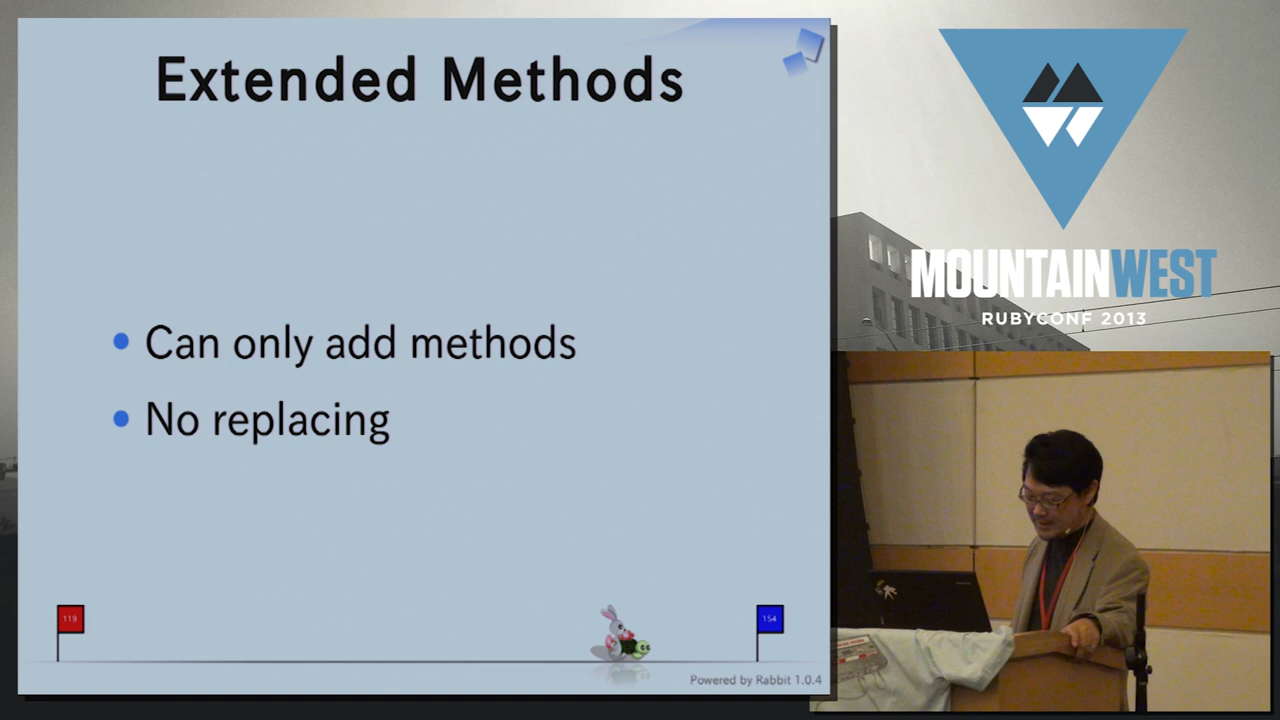 Extended Methods
Can only add methods
No replacing
119
154
Powered by Rabbit 1.0.4
MOUNTAINWEST
RUBYCONF 2013